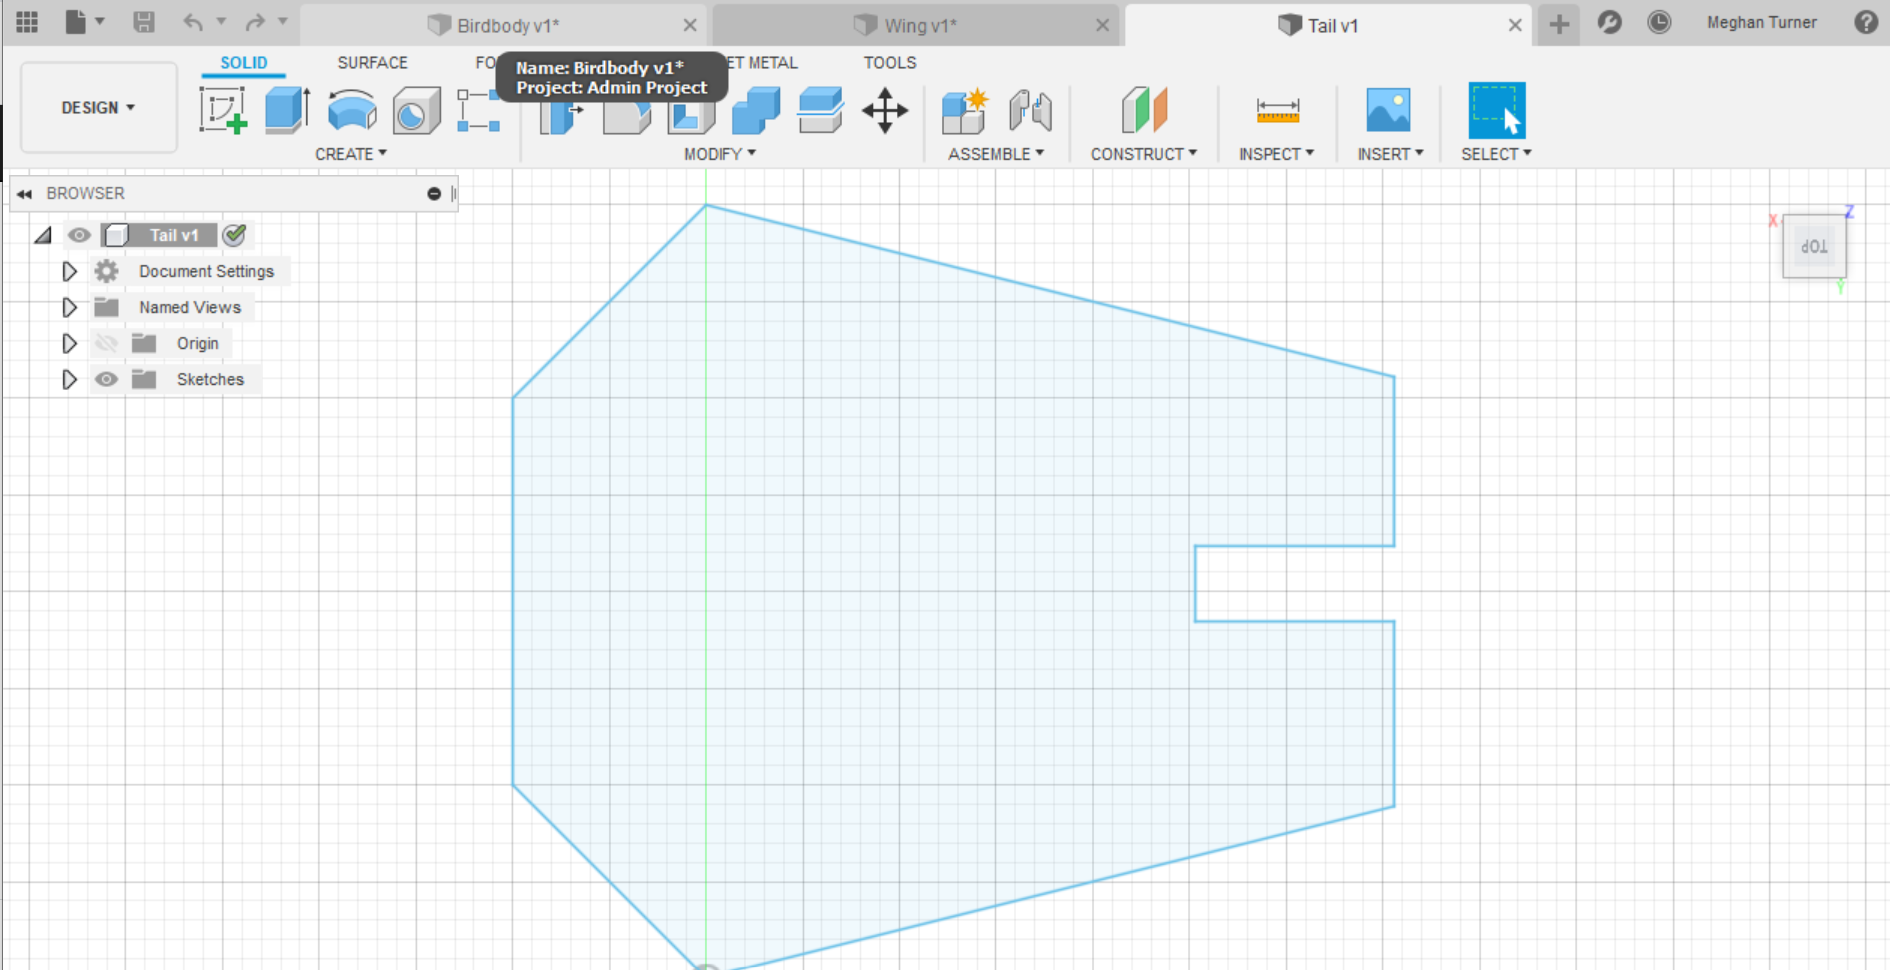 Birdbody v1*
Wing v1*
Tail v1
Meghan Turner
SOLID
SURFACE
FO
ET METAL
TOOLS
Name: Birdbody v1*
Project: Admin Project
DESIGN
CREATE
MODIFY
ASSEMBLE
CONSTRUCT
INSPECT
INSERT
SELECT
BROWSER
Tail v1
Document Settings
Named Views
Origin
Sketches
X
Z
TOP
Y